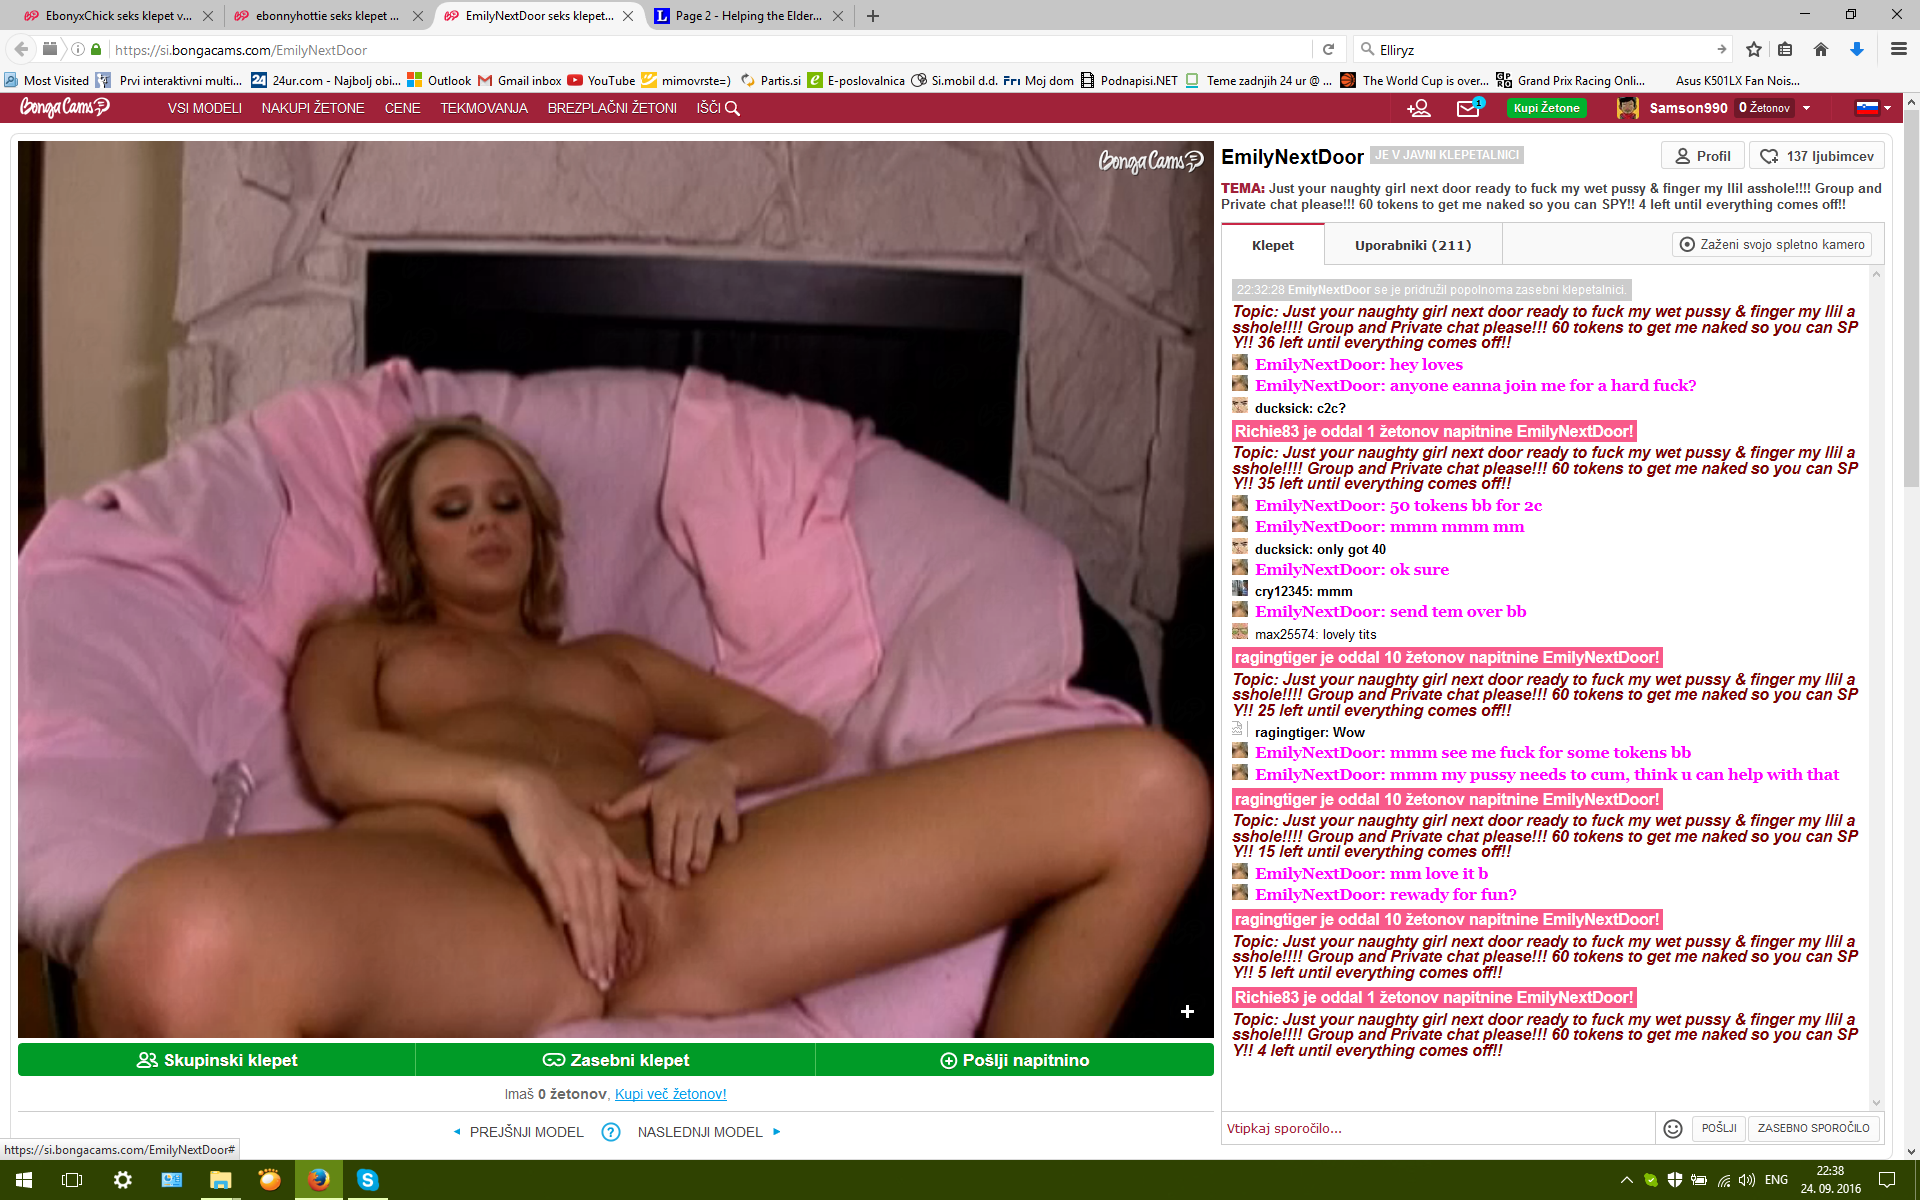 EbonyxChick seks klepet v...
ebonnyhottie seks klepet ...
EmilyNextDoor seks klepet...
Page 2 - Helping the Elder...
https://si.bongacams.com/EmilyNextDoor
Elliryz
Most Visited
Prvi interaktivni multi...
24ur.com - Najbolj obi...
Outlook
Gmail inbox
YouTube
mimovrste=)
Partis.si
E-poslovalnica
Si.mobil d.d.
Moj dom
Podnapisi.NET
Teme zadnjih 24 ur @ ...
The World Cup is over...
Grand Prix Racing Onli...
Asus K501LX Fan Nois...
BongaCams
VSI MODELI
NAKUPI ŽETONE
CENE
TEKMOVANJA
BREZPLAČNI ŽETONI
IŠČI
1
Kupi Žetone
Samson990
0 Žetonov
BongaCams
EmilyNextDoor JE V JAVNI KLEPETALNICI
Profil
137 ljubimcev
TEMA: Just your naughty girl next door ready to fuck my wet pussy & finger my llil asshole!!!! Group and
Private chat please!!! 60 tokens to get me naked so you can SPY!! 4 left until everything comes off!!
Klepet
Uporabniki (211)
Zaženi svojo spletno kamero
22:32:28 EmilyNextDoor se je pridružil popolnoma zasebni klepetalnici.
Topic: Just your naughty girl next door ready to fuck my wet pussy & finger my llil a
sshole!!!! Group and Private chat please!!! 60 tokens to get me naked so you can SP
Y!! 36 left until everything comes off!!
EmilyNextDoor: hey loves
EmilyNextDoor: anyone eanna join me for a hard fuck?
ducksick: c2c?
Richie83 je oddal 1 žetonov napitnine EmilyNextDoor!
Topic: Just your naughty girl next door ready to fuck my wet pussy & finger my llil a
sshole!!!! Group and Private chat please!!! 60 tokens to get me naked so you can SP
Y!! 35 left until everything comes off!!
EmilyNextDoor: 50 tokens bb for 2c
EmilyNextDoor: mmm mmm mm
ducksick: only got 40
EmilyNextDoor: ok sure
cry12345: mmm
EmilyNextDoor: send tem over bb
max25574: lovely tits
ragingtiger je oddal 10 žetonov napitnine EmilyNextDoor!
Topic: Just your naughty girl next door ready to fuck my wet pussy & finger my llil a
sshole!!!! Group and Private chat please!!! 60 tokens to get me naked so you can SP
Y!! 25 left until everything comes off!!
ragingtiger: Wow
EmilyNextDoor: mmm see me fuck for some tokens bb
EmilyNextDoor: mmm my pussy needs to cum, think u can help with that
ragingtiger je oddal 10 žetonov napitnine EmilyNextDoor!
Topic: Just your naughty girl next door ready to fuck my wet pussy & finger my llil a
sshole!!!! Group and Private chat please!!! 60 tokens to get me naked so you can SP
Y!! 15 left until everything comes off!!
EmilyNextDoor: mm love it b
EmilyNextDoor: rewady for fun?
ragingtiger je oddal 10 žetonov napitnine EmilyNextDoor!
Topic: Just your naughty girl next door ready to fuck my wet pussy & finger my llil a
sshole!!!! Group and Private chat please!!! 60 tokens to get me naked so you can SP
Y!! 5 left until everything comes off!!
Richie83 je oddal 1 žetonov napitnine EmilyNextDoor!
Topic: Just your naughty girl next door ready to fuck my wet pussy & finger my llil a
sshole!!!! Group and Private chat please!!! 60 tokens to get me naked so you can SP
Y!! 4 left until everything comes off!!
Skupinski klepet
Zasebni klepet
Pošlji napitnino
Imaš 0 žetonov, Kupi več žetonov!
PREJŠNJI MODEL
?
NASLEDNJI MODEL
Vtipkaj sporočilo...
POŠLJI
ZASEBNO SPOROČILO
https://si.bongacams.com/EmilyNextDoor#
ENG
22:38
24. 09. 2016